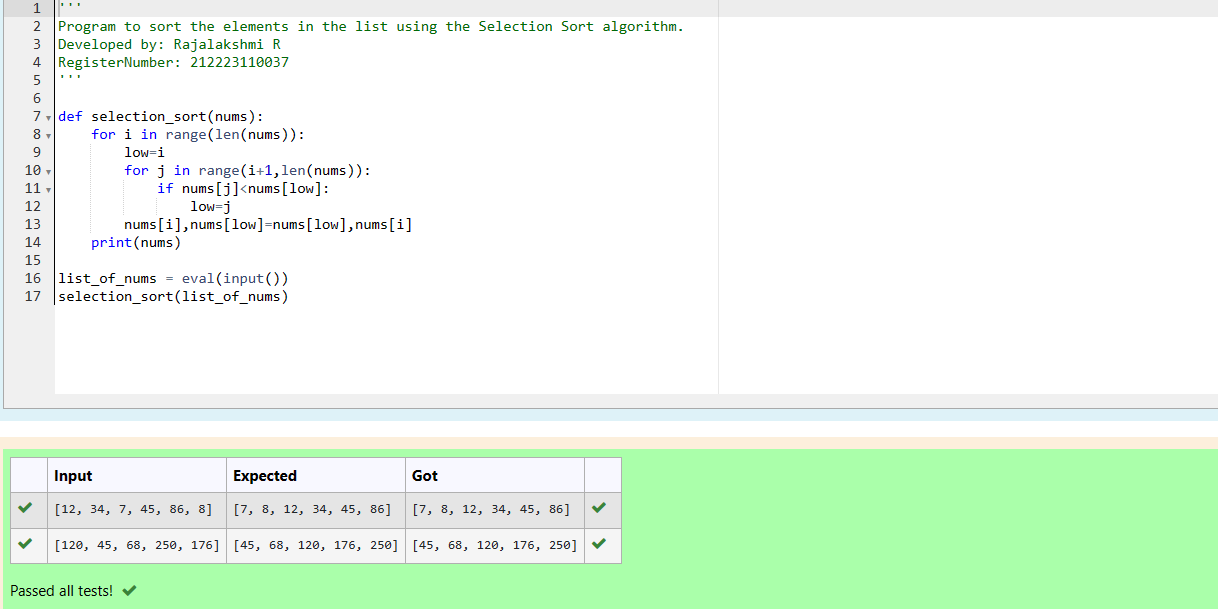 1 '''
2 Program to sort the elements in the list using the Selection Sort algorithm.
3 Developed by: Rajalakshmi R
4 RegisterNumber: 212223110037
5 '''
6
7 def selection_sort(nums):
8     for i in range(len(nums)):
9         low=i
10         for j in range(i+1,len(nums)):
11             if nums[j]<nums[low]:
12                 low=j
13         nums[i],nums[low]=nums[low],nums[i]
14     print(nums)
15
16 list_of_nums = eval(input())
17 selection_sort(list_of_nums)
Input Expected Got
[12, 34, 7, 45, 86, 8] [7, 8, 12, 34, 45, 86] [7, 8, 12, 34, 45, 86]
[120, 45, 68, 250, 176] [45, 68, 120, 176, 250] [45, 68, 120, 176, 250]
Passed all tests!